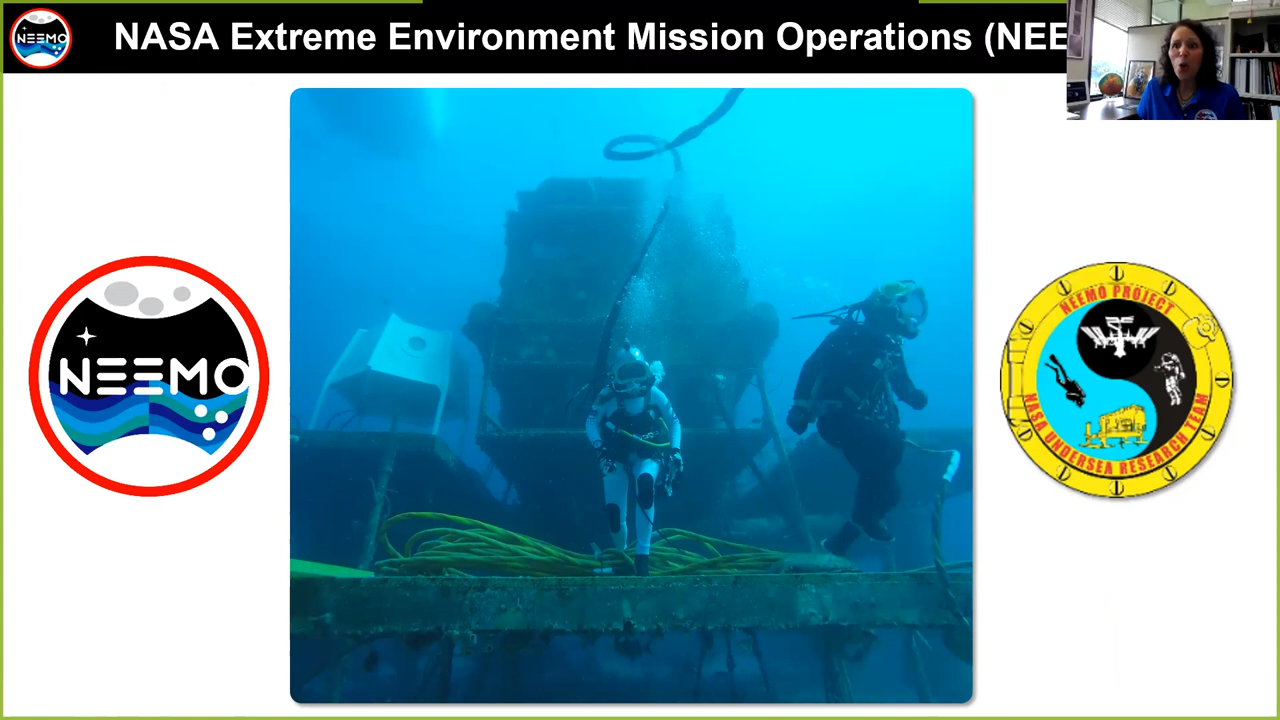 NEEMO
NASA Extreme Environment Mission Operations (NEE
NEEMO
NEEMO PROJECT
NASA UNDERSEA RESEARCH TEAM